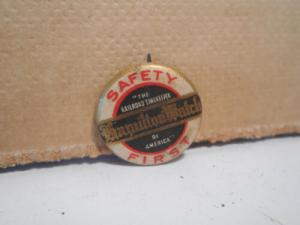 SAFETY
"THE
RAILROAD TIMEKEEPER
Hamilton Watch
OF
AMERICA"
FIRST